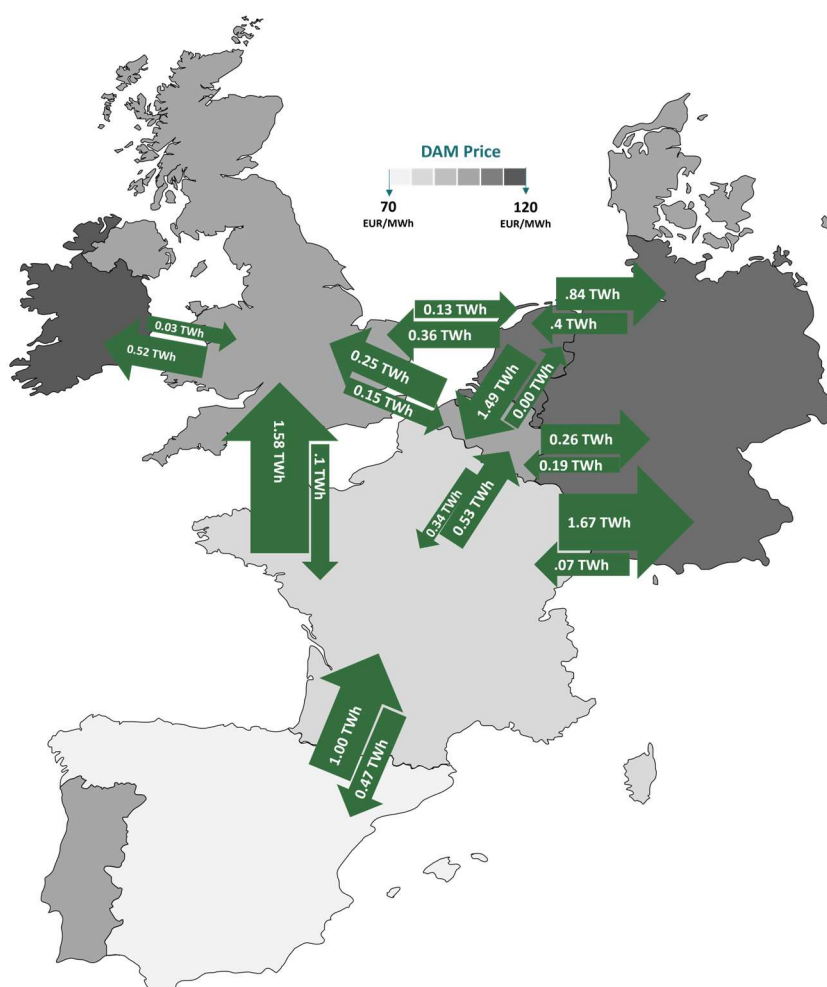 DAM Price
70
EUR/MWh
120
EUR/MWh
.84 TWh
0.13 TWh
.4 TWh
0.03 TWh
0.36 TWh
0.52 TWh
0.25 TWh
1.49 TWh
0.00 TWh
0.15 TWh
1.58 TWh
.1 TWh
0.26 TWh
0.19 TWh
0.34 TWh
0.53 TWh
1.67 TWh
.07 TWh
1.00 TWh
0.47 TWh